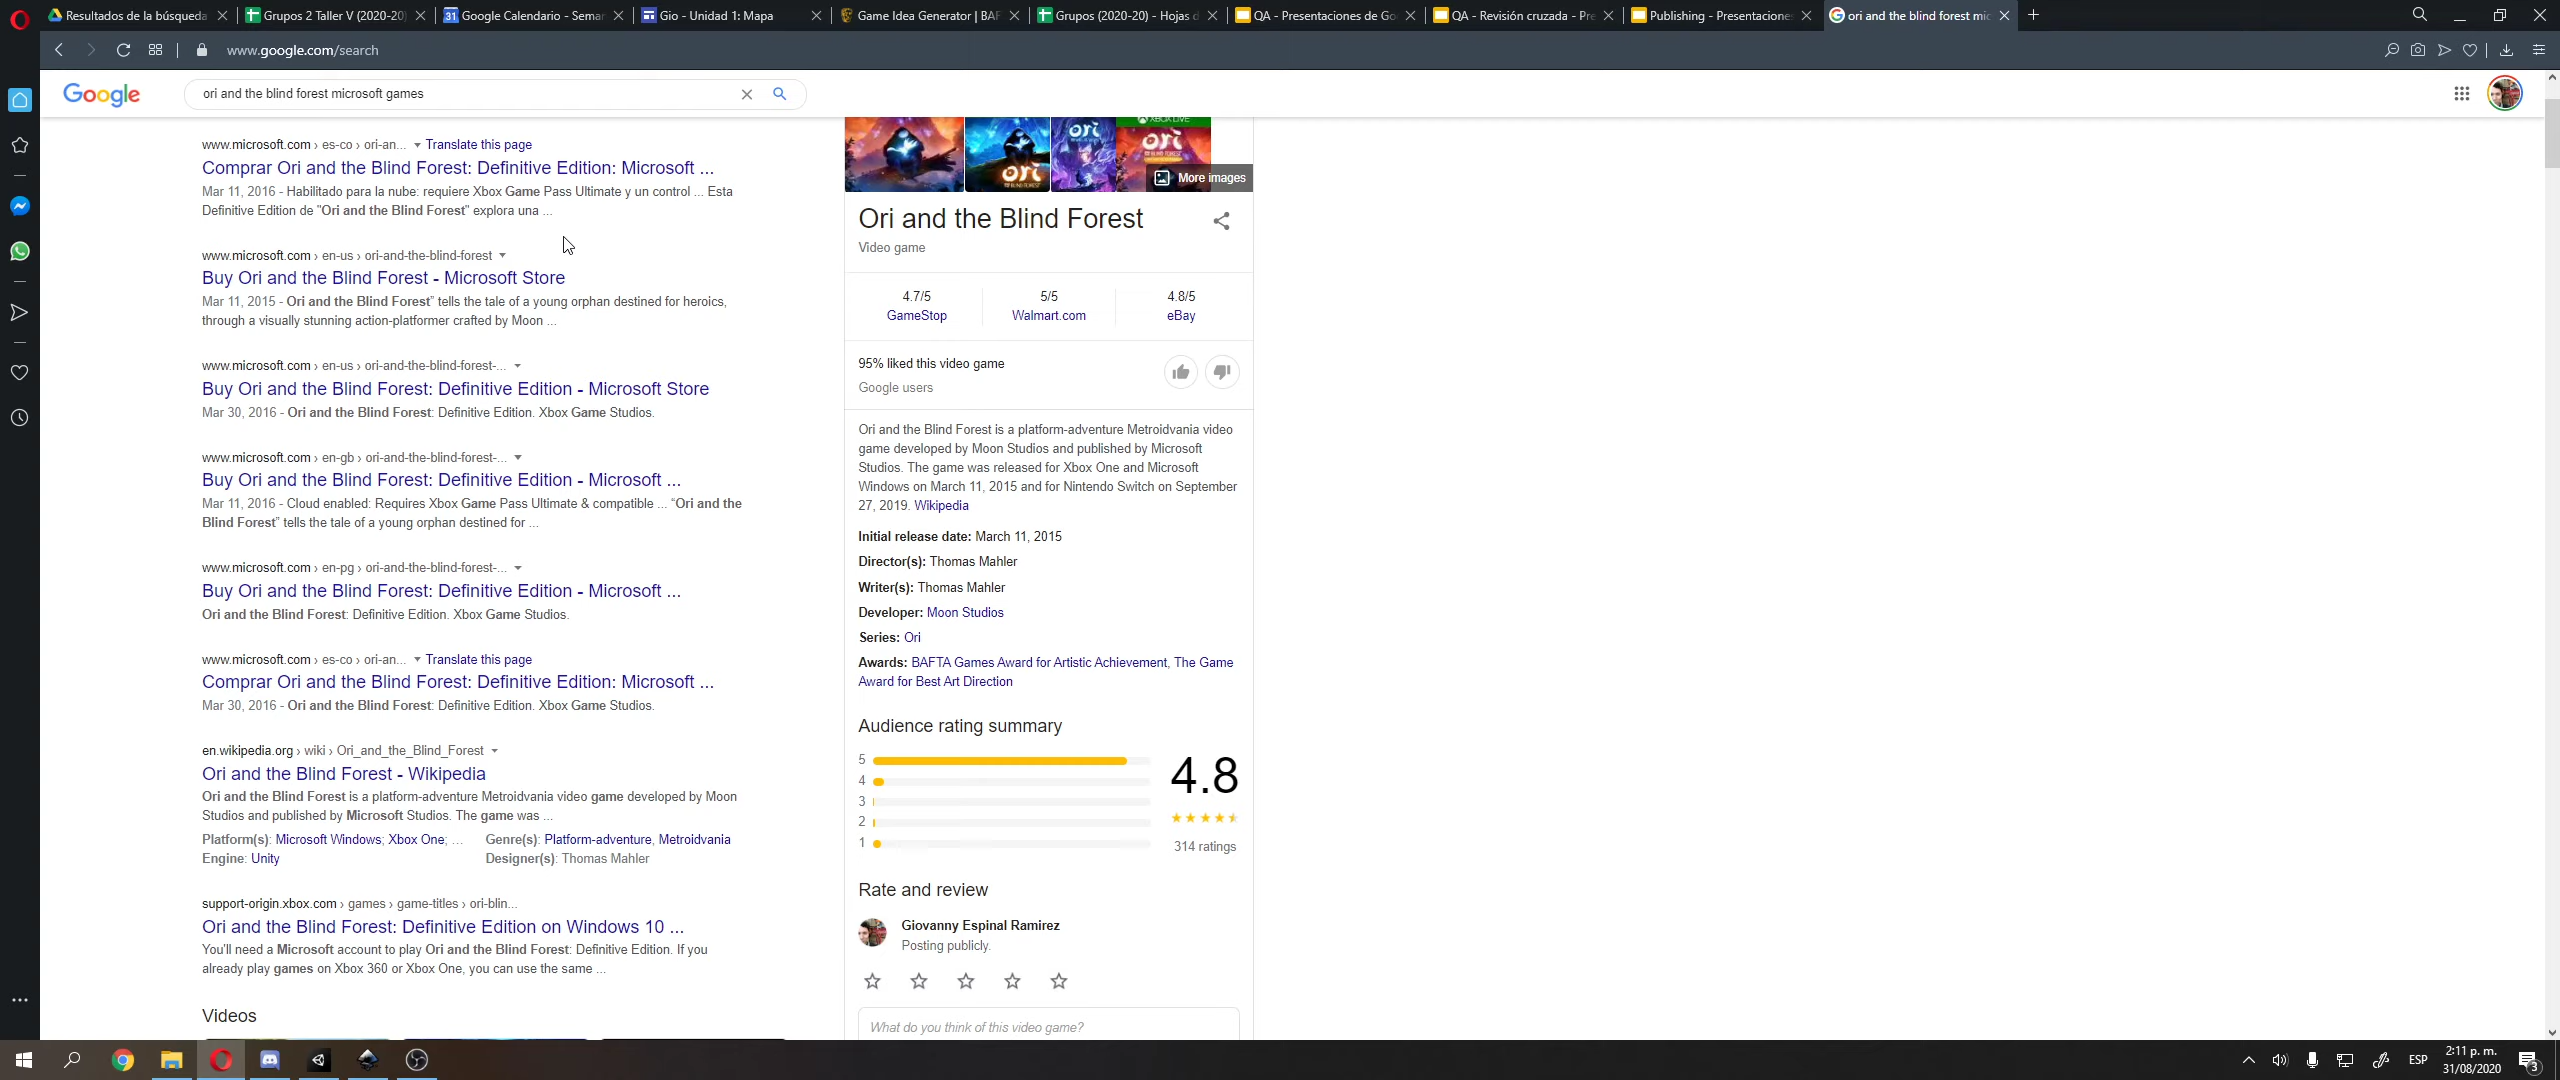 Resultados de la búsqueda
Grupos 2 Taller V (2020-20)
31 Google Calendario - Seman
Gio - Unidad 1: Mapa
Game Idea Generator | BAF
Grupos (2020-20) - Hojas d
QA - Presentaciones de Go
QA - Revisión cruzada - Pre
Publishing - Presentaciones
ori and the blind forest mic
www.google.com/search
Google
ori and the blind forest microsoft games
www.microsoft.com › es-co › ori-an... Translate this page
Comprar Ori and the Blind Forest: Definitive Edition: Microsoft ...
Mar 11, 2016 - Habilitado para la nube: requiere Xbox Game Pass Ultimate y un control ... Esta
Definitive Edition de "Ori and the Blind Forest" explora una ...
www.microsoft.com › en-us › ori-and-the-blind-forest
Buy Ori and the Blind Forest - Microsoft Store
Mar 11, 2015 - Ori and the Blind Forest" tells the tale of a young orphan destined for heroics,
through a visually stunning action-platformer crafted by Moon ...
www.microsoft.com › en-us › ori-and-the-blind-forest-...
Buy Ori and the Blind Forest: Definitive Edition - Microsoft Store
Mar 30, 2016 - Ori and the Blind Forest: Definitive Edition. Xbox Game Studios.
www.microsoft.com › en-gb › ori-and-the-blind-forest-...
Buy Ori and the Blind Forest: Definitive Edition - Microsoft ...
Mar 11, 2016 - Cloud enabled: Requires Xbox Game Pass Ultimate & compatible ... "Ori and the
Blind Forest" tells the tale of a young orphan destined for ...
www.microsoft.com › en-pg › ori-and-the-blind-forest-...
Buy Ori and the Blind Forest: Definitive Edition - Microsoft ...
Ori and the Blind Forest: Definitive Edition. Xbox Game Studios.
www.microsoft.com › es-co › ori-an... Translate this page
Comprar Ori and the Blind Forest: Definitive Edition: Microsoft ...
Mar 30, 2016 - Ori and the Blind Forest: Definitive Edition. Xbox Game Studios.
en.wikipedia.org › wiki › Ori_and_the_Blind_Forest
Ori and the Blind Forest - Wikipedia
Ori and the Blind Forest is a platform-adventure Metroidvania video game developed by Moon
Studios and published by Microsoft Studios. The game was ...
Platform(s): Microsoft Windows; Xbox One; ... Genre(s): Platform-adventure, Metroidvania
Engine: Unity Designer(s): Thomas Mahler
support-origin.xbox.com › games › game-titles › ori-blin...
Ori and the Blind Forest: Definitive Edition on Windows 10 ...
You'll need a Microsoft account to play Ori and the Blind Forest: Definitive Edition. If you
already play games on Xbox 360 or Xbox One, you can use the same ...
Videos
XBOX LIVE
ori
ori
ori
More images
Ori and the Blind Forest
Video game
4.7/5 5/5 4.8/5
GameStop Walmart.com eBay
95% liked this video game
Google users
Ori and the Blind Forest is a platform-adventure Metroidvania video
game developed by Moon Studios and published by Microsoft
Studios. The game was released for Xbox One and Microsoft
Windows on March 11, 2015 and for Nintendo Switch on September
27, 2019. Wikipedia
Initial release date: March 11, 2015
Director(s): Thomas Mahler
Writer(s): Thomas Mahler
Developer: Moon Studios
Series: Ori
Awards: BAFTA Games Award for Artistic Achievement, The Game
Award for Best Art Direction
Audience rating summary
5
4
3
2
1
4.8
314 ratings
Rate and review
Giovanny Espinal Ramirez
Posting publicly.
What do you think of this video game?
ESP
2:11 p. m.
31/08/2020
3